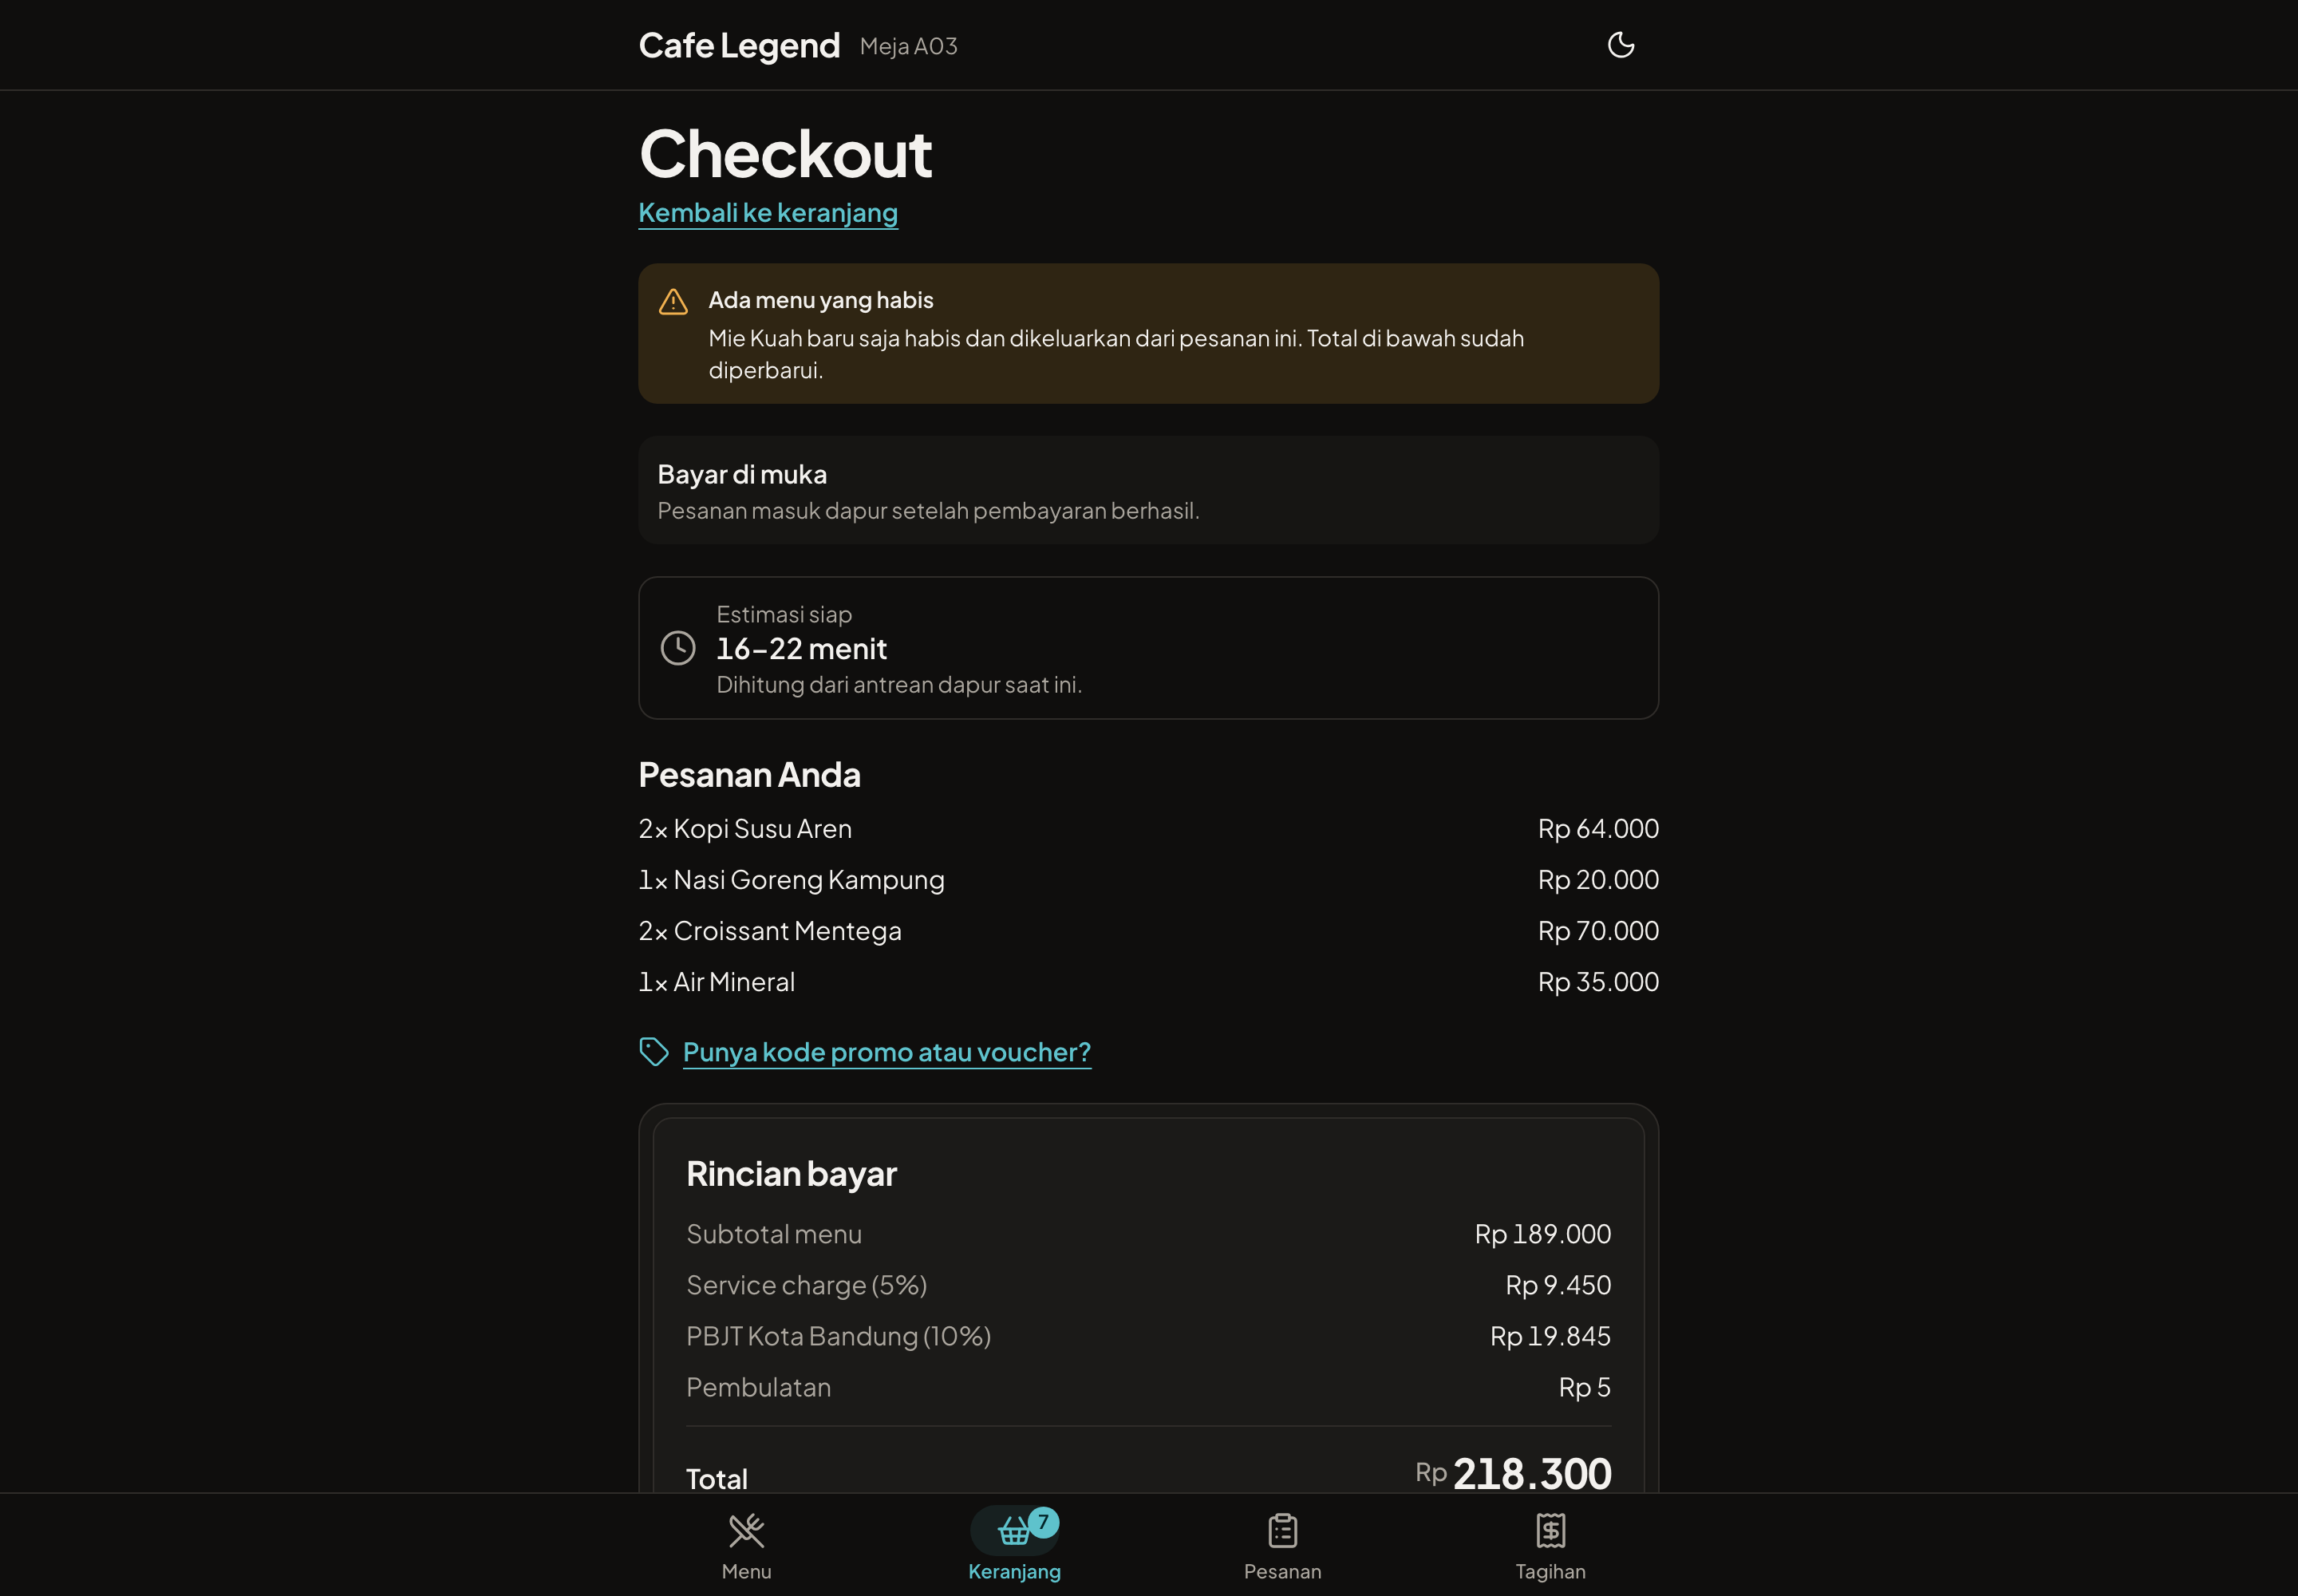 Cafe Legend Meja A03
Checkout
Kembali ke keranjang
Ada menu yang habis
Mie Kuah baru saja habis dan dikeluarkan dari pesanan ini. Total di bawah sudah
diperbarui.
Bayar di muka
Pesanan masuk dapur setelah pembayaran berhasil.
Estimasi siap
16–22 menit
Dihitung dari antrean dapur saat ini.
Pesanan Anda
2× Kopi Susu Aren Rp 64.000
1× Nasi Goreng Kampung Rp 20.000
2× Croissant Mentega Rp 70.000
1× Air Mineral Rp 35.000
Punya kode promo atau voucher?
Rincian bayar
Subtotal menu Rp 189.000
Service charge (5%) Rp 9.450
PBJT Kota Bandung (10%) Rp 19.845
Pembulatan Rp 5
Total Rp 218.300
7
Menu Keranjang Pesanan Tagihan